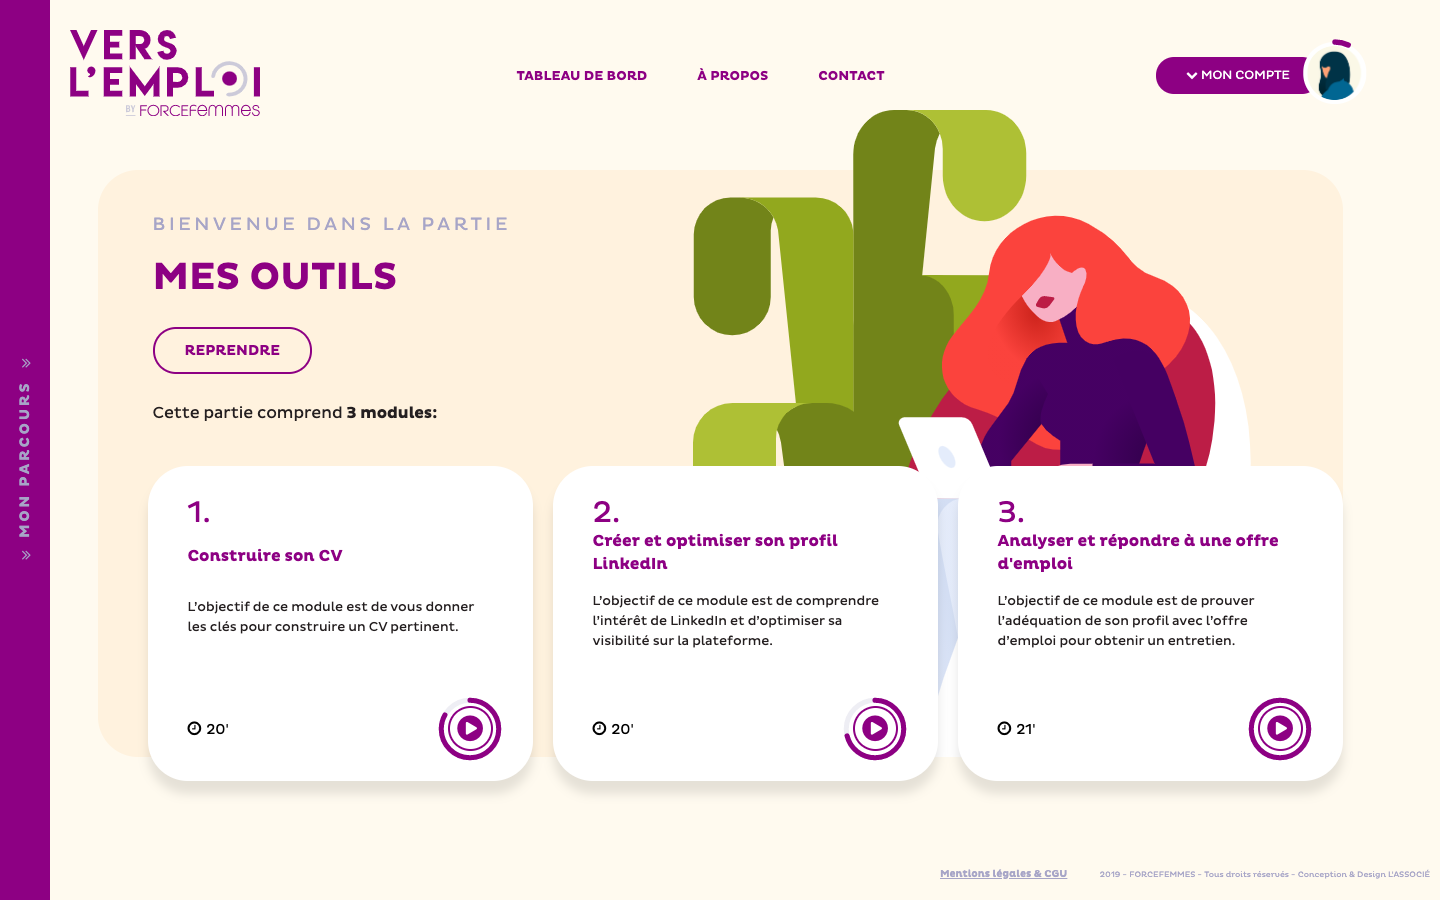 VERS
L'EMPLOI
BY FORCEFEMMES
TABLEAU DE BORD
À PROPOS
CONTACT
MON COMPTE
BIENVENUE DANS LA PARTIE
MES OUTILS
REPRENDRE
Cette partie comprend 3 modules:
MON PARCOURS
1.
Construire son CV
L'objectif de ce module est de vous donner
les clés pour construire un CV pertinent.
20'
2.
Créer et optimiser son profil
LinkedIn
L'objectif de ce module est de comprendre
l'intérêt de LinkedIn et d'optimiser sa
visibilité sur la plateforme.
20'
3.
Analyser et répondre à une offre
d'emploi
L'objectif de ce module est de prouver
l'adéquation de son profil avec l'offre
d'emploi pour obtenir un entretien.
21'
Mentions légales & CGU
2019 - FORCEFEMMES - Tous droits réservés - Conception & Design L'ASSOCIÉ